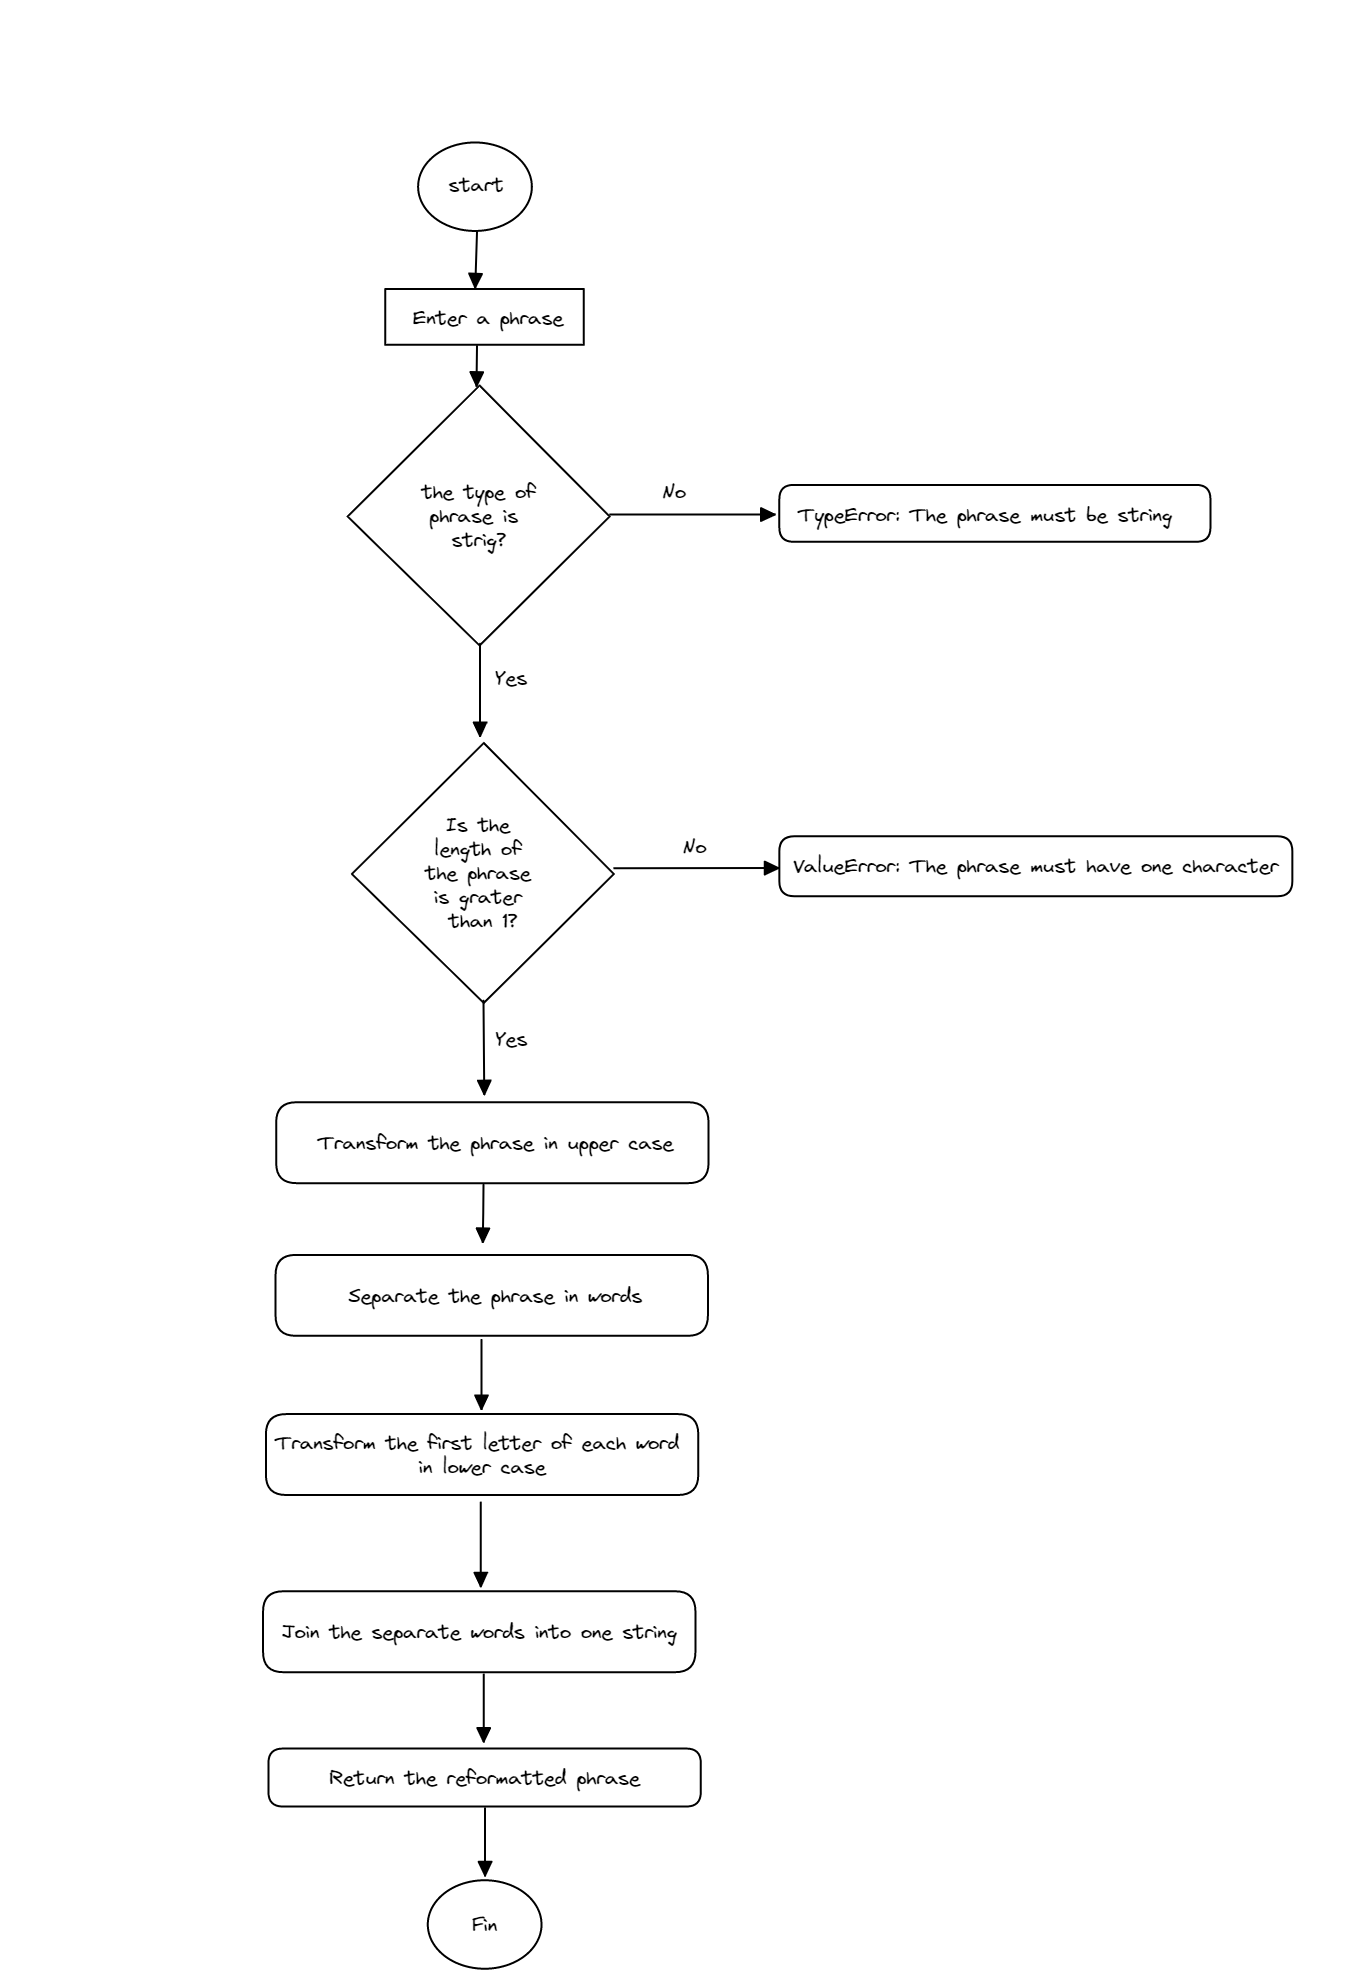 start
Enter a phrase
the type of
phrase is
strig?
No
TypeError: The phrase must be string
Yes
Is the
length of
the phrase
is grater
than 1?
No
ValueError: The phrase must have one character
Yes
Transform the phrase in upper case
Separate the phrase in words
Transform the first letter of each word
in lower case
Join the separate words into one string
Return the reformatted phrase
Fin